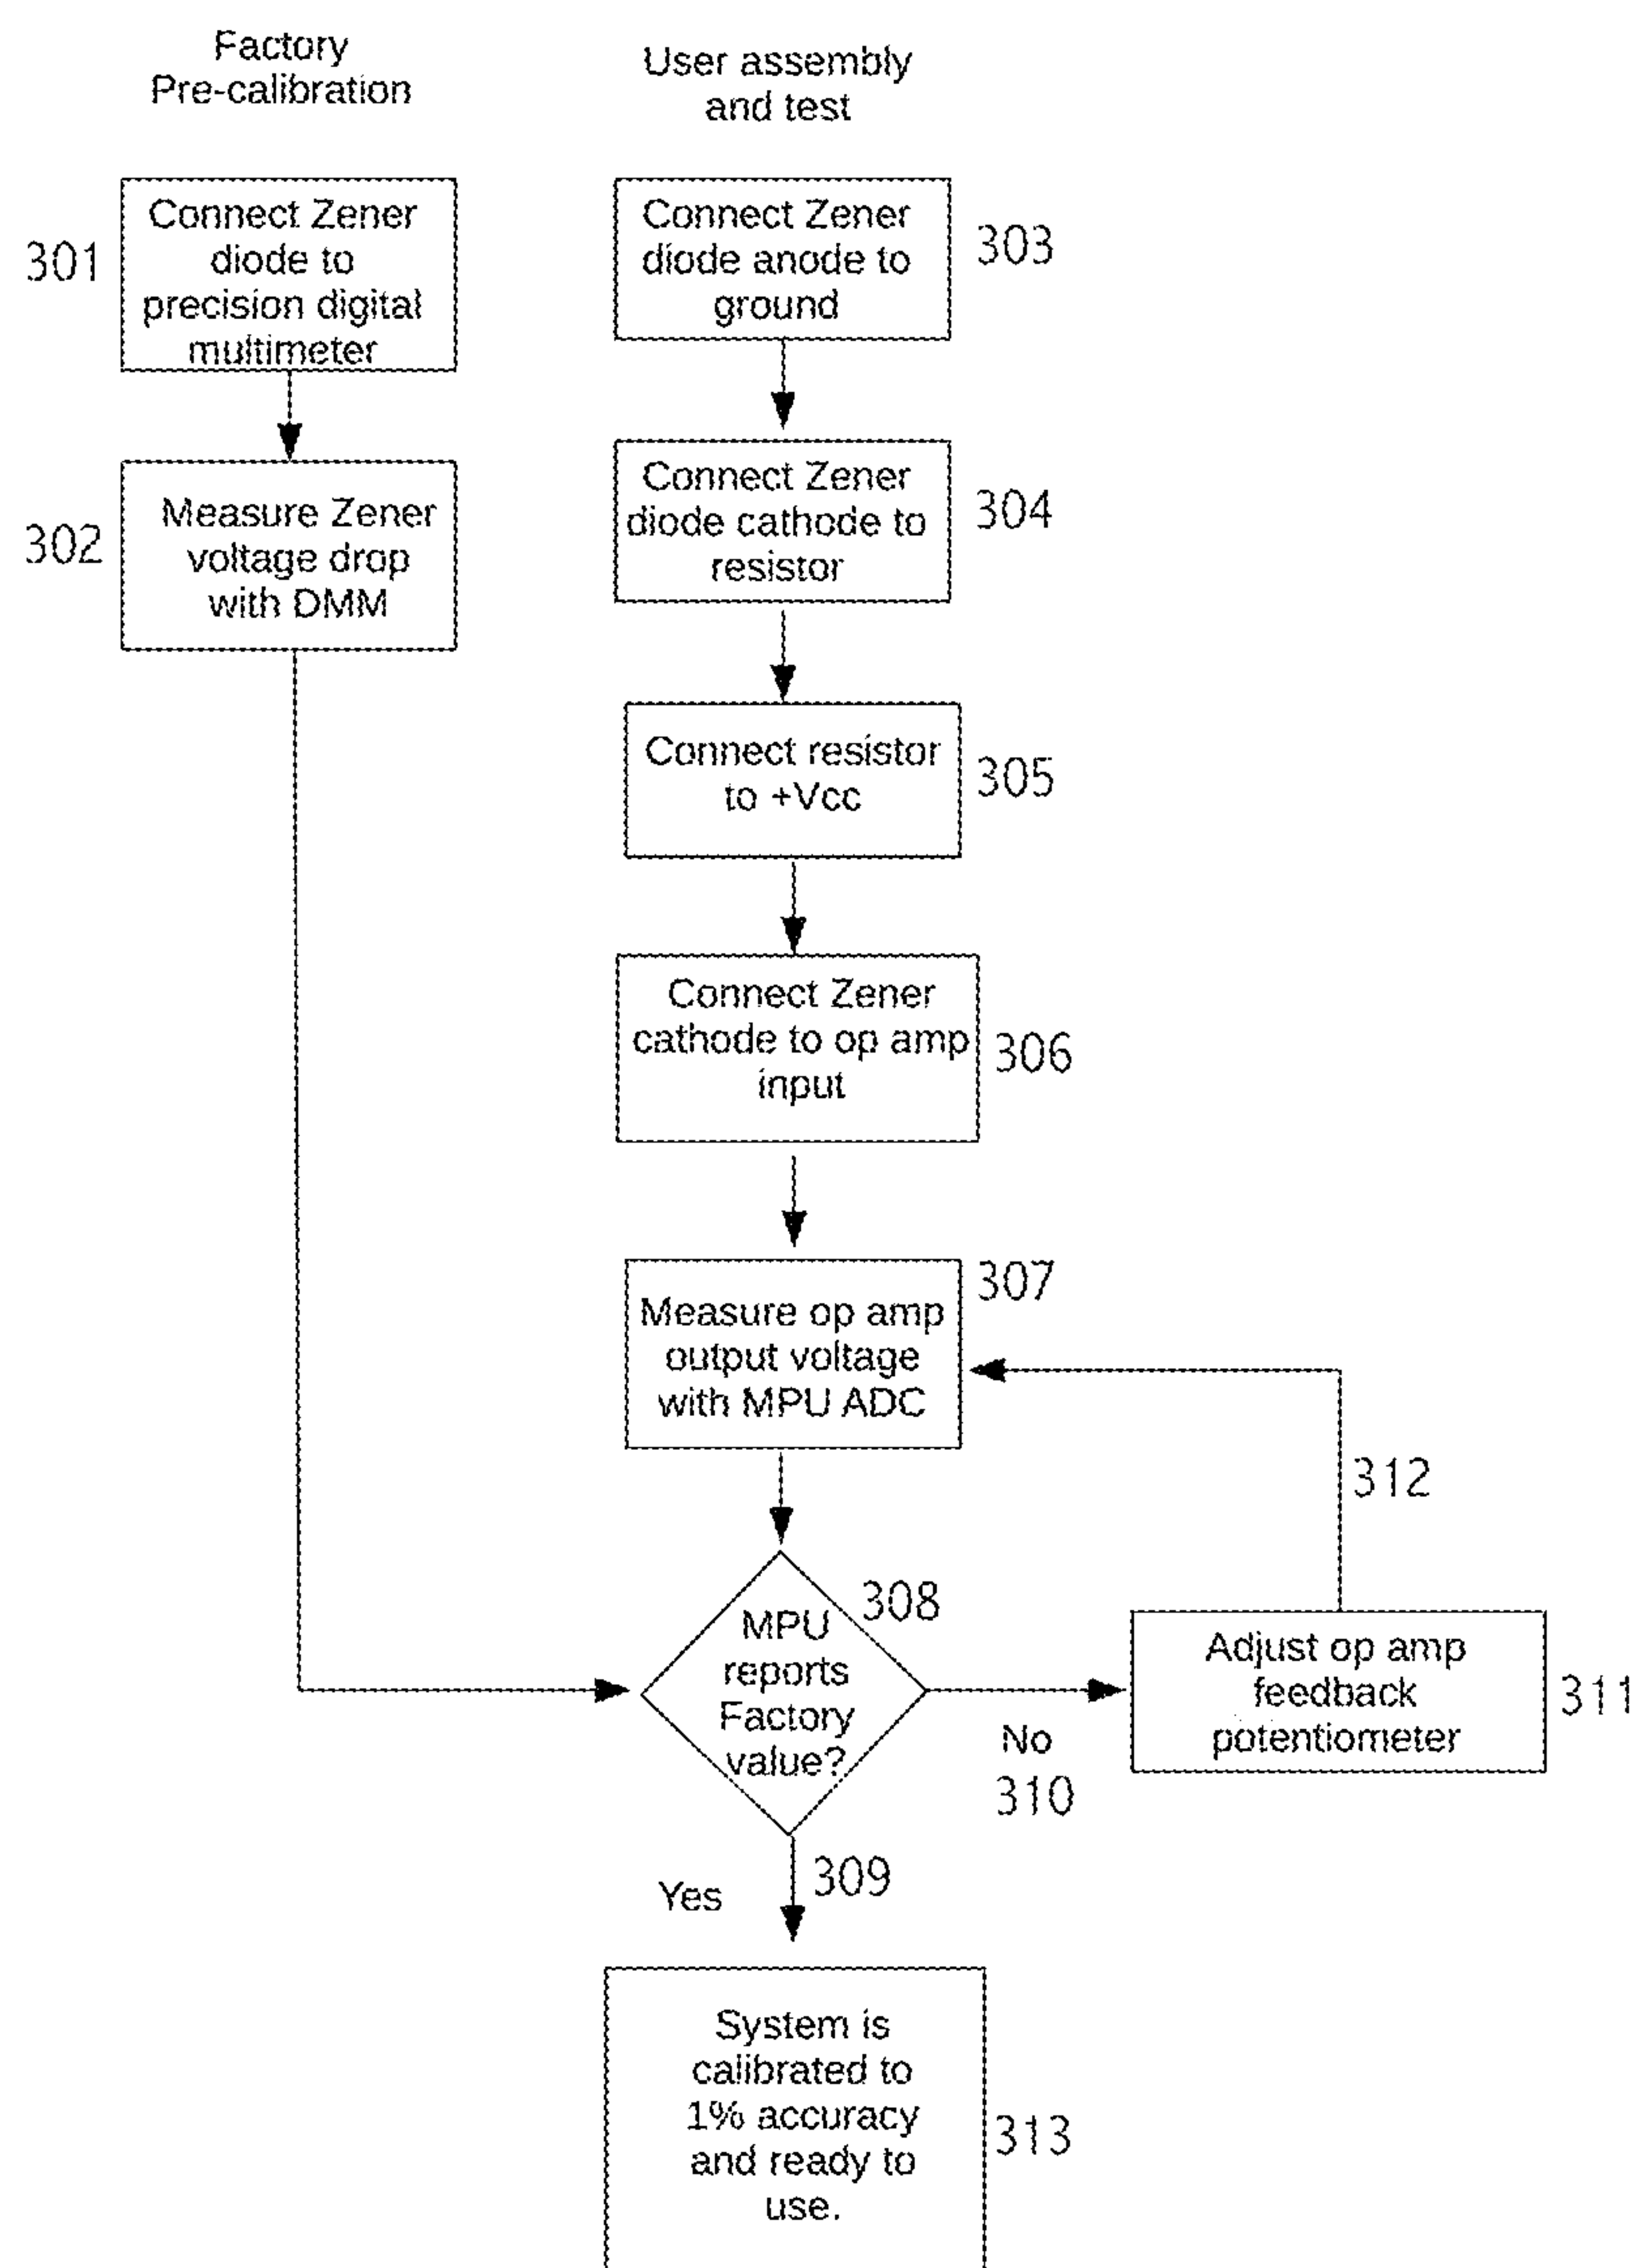 Factory
Pre-calibration
User assembly
and test
301
Connect Zener
diode to
precision digital
multimeter
302
Measure Zener
voltage drop
with DMM
Connect Zener
diode anode to
ground
303
Connect Zener
diode cathode to
resistor
304
Connect resistor
to +Vcc
305
Connect Zener
cathode to op amp
input
306
Measure op amp
output voltage
with MPU ADC
307
312
MPU
reports
Factory
value?
308
No
310
Adjust op amp
feedback
potentiometer
311
Yes
309
System is
calibrated to
1% accuracy
and ready to
use.
313